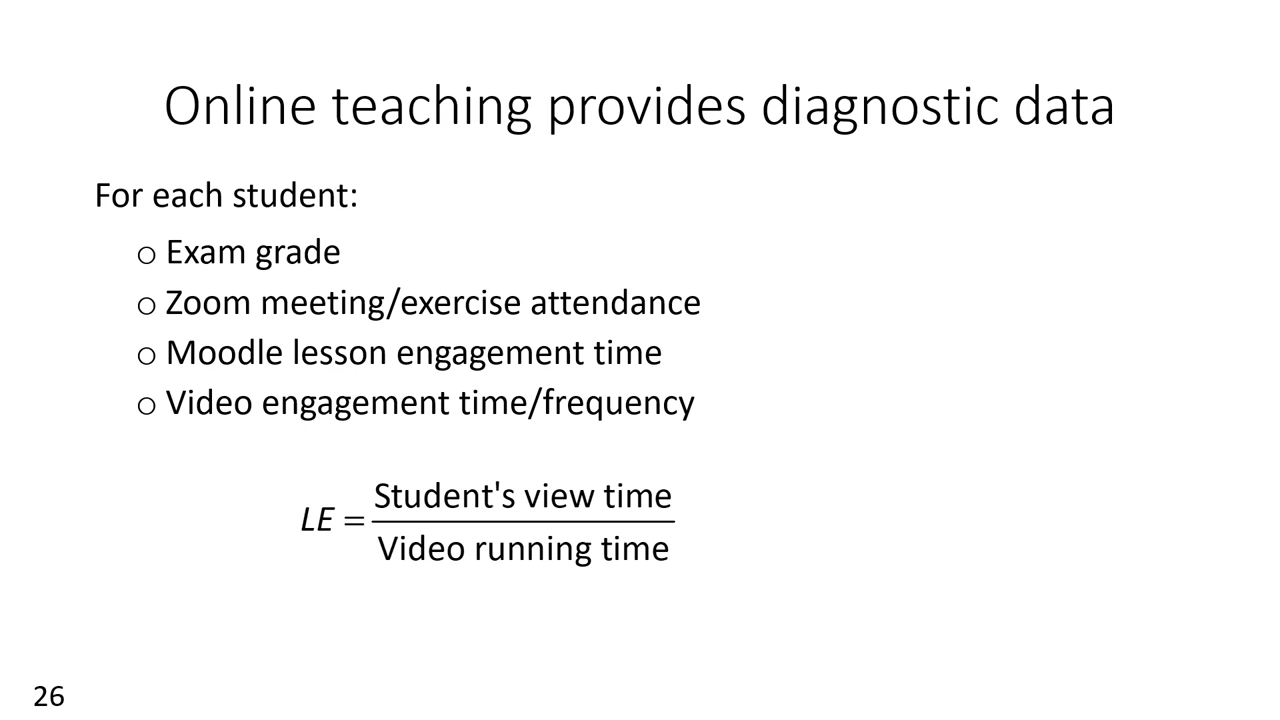 Online teaching provides diagnostic data
For each student:
o Exam grade
o Zoom meeting/exercise attendance
o Moodle lesson engagement time
o Video engagement time/frequency
LE = Student's view time / Video running time
26